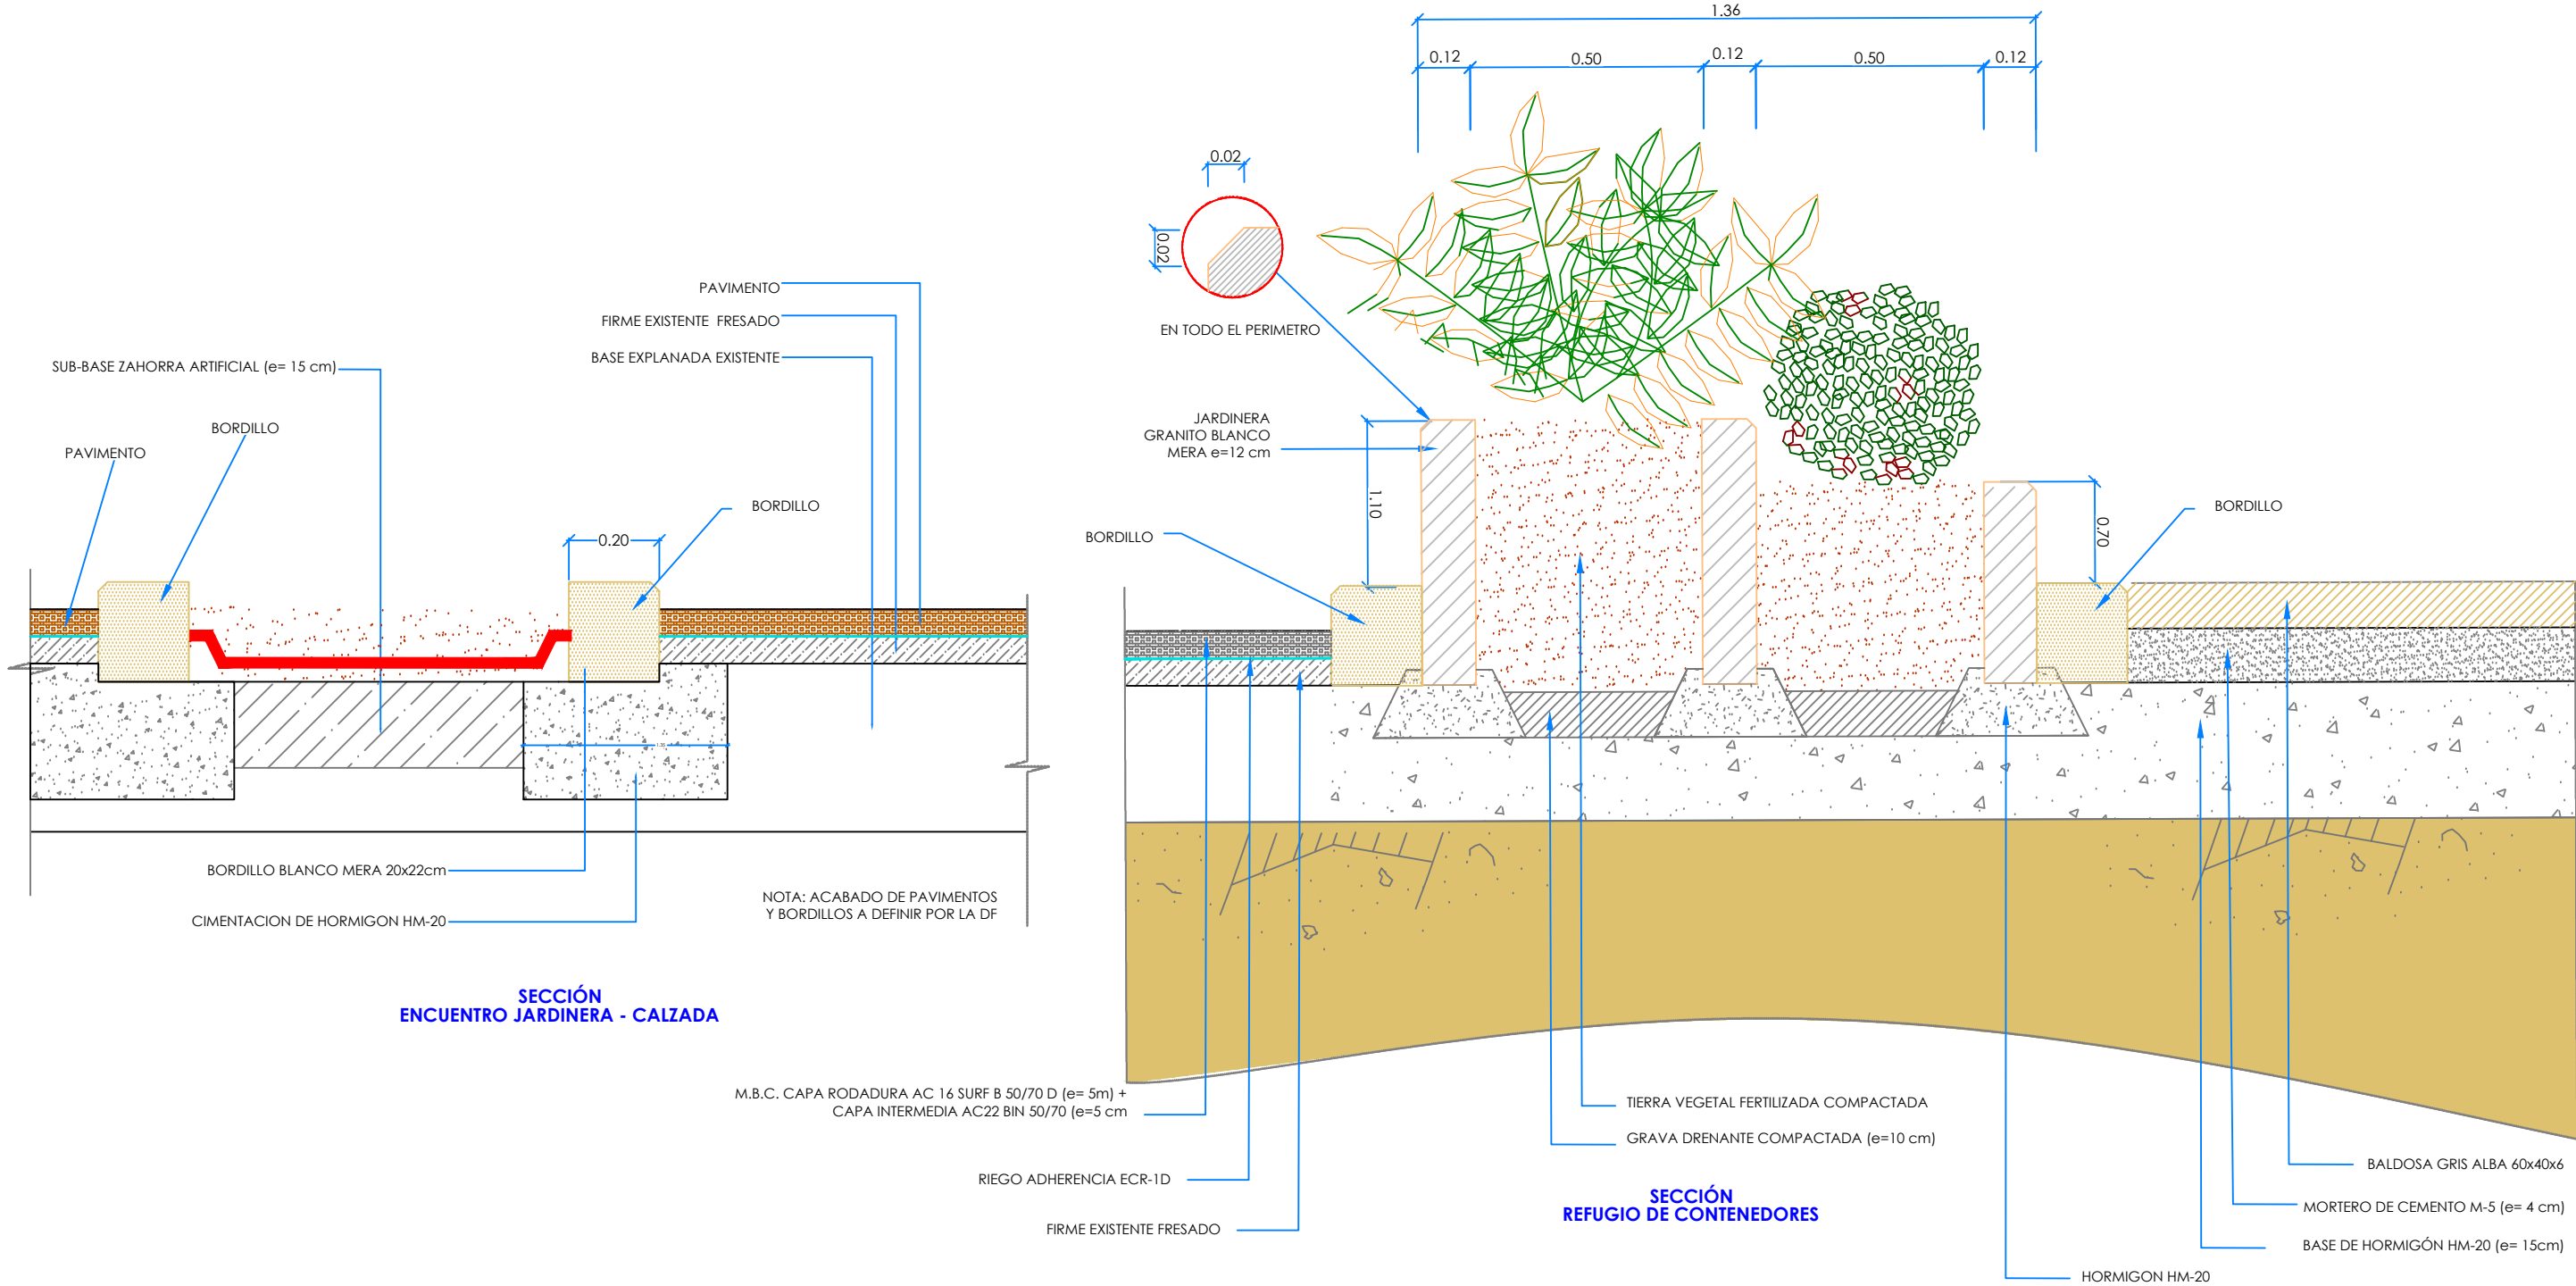 PAVIMENTO
FIRME EXISTENTE FRESADO
BASE EXPLANADA EXISTENTE
SUB-BASE ZAHORRA ARTIFICIAL (e= 15 cm)
BORDILLO
PAVIMENTO
BORDILLO
0.20
BORDILLO BLANCO MERA 20x22cm
CIMENTACION DE HORMIGON HM-20
NOTA: ACABADO DE PAVIMENTOS
Y BORDILLOS A DEFINIR POR LA DF
SECCIÓN
ENCUENTRO JARDINERA - CALZADA
1.36
0.12
0.50
0.12
0.50
0.12
0.02
0.02
EN TODO EL PERIMETRO
JARDINERA
GRANITO BLANCO
MERA e=12 cm
1.10
BORDILLO
0.70
BORDILLO
M.B.C. CAPA RODADURA AC 16 SURF B 50/70 D (e= 5m) +
CAPA INTERMEDIA AC22 BIN 50/70 (e=5 cm
RIEGO ADHERENCIA ECR-1D
FIRME EXISTENTE FRESADO
TIERRA VEGETAL FERTILIZADA COMPACTADA
GRAVA DRENANTE COMPACTADA (e=10 cm)
SECCIÓN
REFUGIO DE CONTENEDORES
BALDOSA GRIS ALBA 60x40x6
MORTERO DE CEMENTO M-5 (e= 4 cm)
BASE DE HORMIGÓN HM-20 (e= 15cm)
HORMIGON HM-20